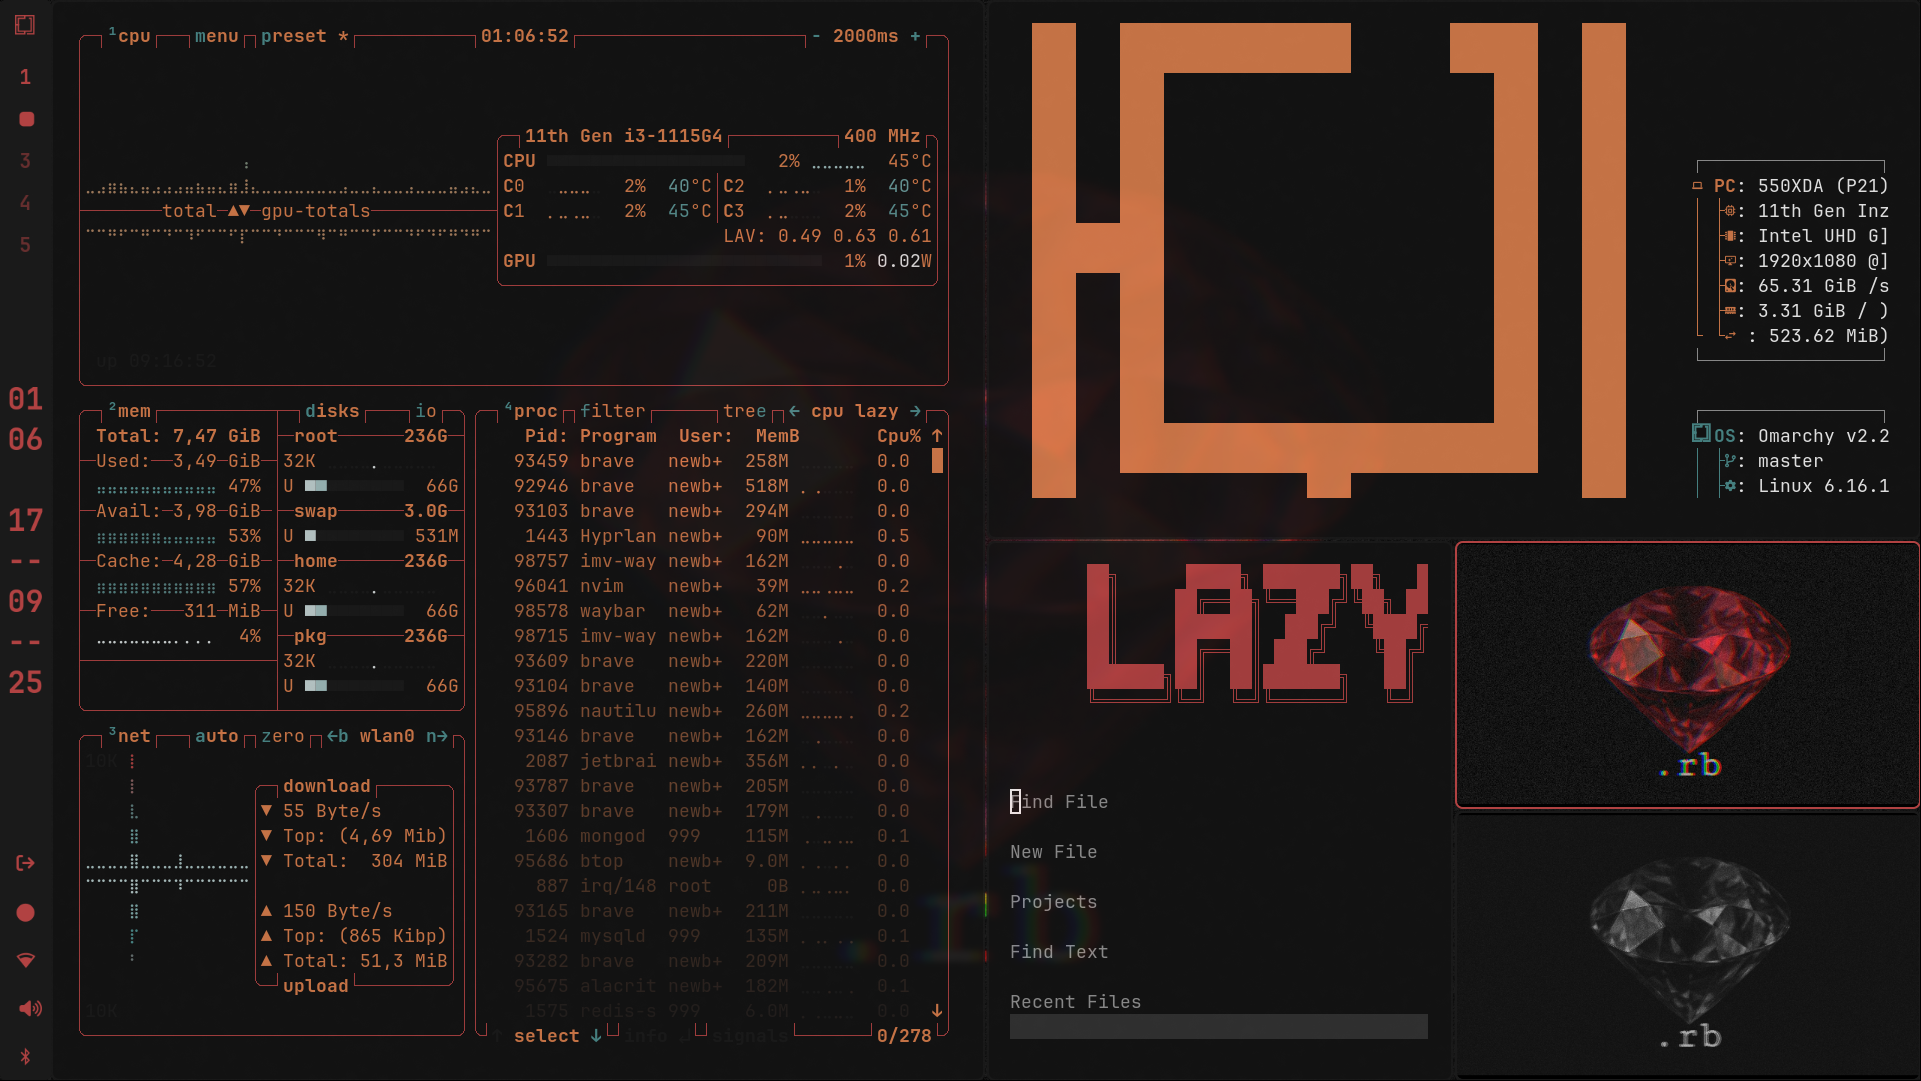 1
3
4
5
01
06
17
--
09
--
25
1cpu menu preset * 01:06:52 - 2000ms +
11th Gen i3-1115G4 400 MHz
CPU 2% 45°C
C0 2% 40°C C2 1% 40°C
C1 2% 45°C C3 2% 45°C
LAV: 0.49 0.63 0.61
GPU 1% 0.02W
total ▲▼ gpu-totals
up 09:16:52
2mem disks io
Total: 7,47 GiB
Used: 3,49 GiB
47%
Avail: 3,98 GiB
53%
Cache: 4,28 GiB
57%
Free: 311 MiB
4%
root 236G
32K
U 66G
swap 3.0G
U 531M
home 236G
32K
U 66G
pkg 236G
32K
U 66G
3net auto zero ←b wlan0 n→
10K
download
▼ 55 Byte/s
▼ Top: (4,69 Mib)
▼ Total: 304 MiB
▲ 150 Byte/s
▲ Top: (865 Kibp)
▲ Total: 51,3 MiB
upload
10K
4proc filter tree ← cpu lazy →
Pid: Program User: MemB Cpu% ↑
93459 brave newb+ 258M 0.0
92946 brave newb+ 518M 0.0
93103 brave newb+ 294M 0.0
1443 Hyprlan newb+ 90M 0.5
98757 imv-way newb+ 162M 0.0
96041 nvim newb+ 39M 0.2
98578 waybar newb+ 62M 0.0
98715 imv-way newb+ 162M 0.0
93609 brave newb+ 220M 0.0
93104 brave newb+ 140M 0.0
95896 nautilu newb+ 260M 0.2
93146 brave newb+ 162M 0.0
2087 jetbrai newb+ 356M 0.0
93787 brave newb+ 205M 0.0
93307 brave newb+ 179M 0.0
1606 mongod 999 115M 0.1
95686 btop newb+ 9.0M 0.0
887 irq/148 root 0B 0.0
93165 brave newb+ 211M 0.0
1524 mysqld 999 135M 0.1
93282 brave newb+ 209M 0.0
95675 alacrit newb+ 182M 0.1
1575 redis-s 999 6.0M 0.0
↑ select ↓ info ↲ signals 0/278
PC: 550XDA (P21)
: 11th Gen Inz
: Intel UHD G]
: 1920x1080 @]
: 65.31 GiB /s
: 3.31 GiB / )
: 523.62 MiB)
OS: Omarchy v2.2
: master
: Linux 6.16.1
LAZY
Find File
New File
Projects
Find Text
Recent Files
.rb
.rb
.rb